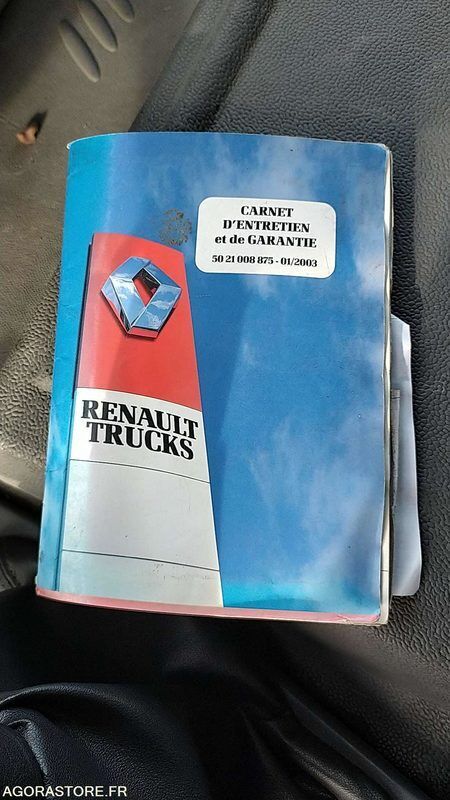 CARNET
D'ENTRETIEN
et de GARANTIE
50 21 008 875 - 01/2003
RENAULT
TRUCKS
AGORASTORE.FR